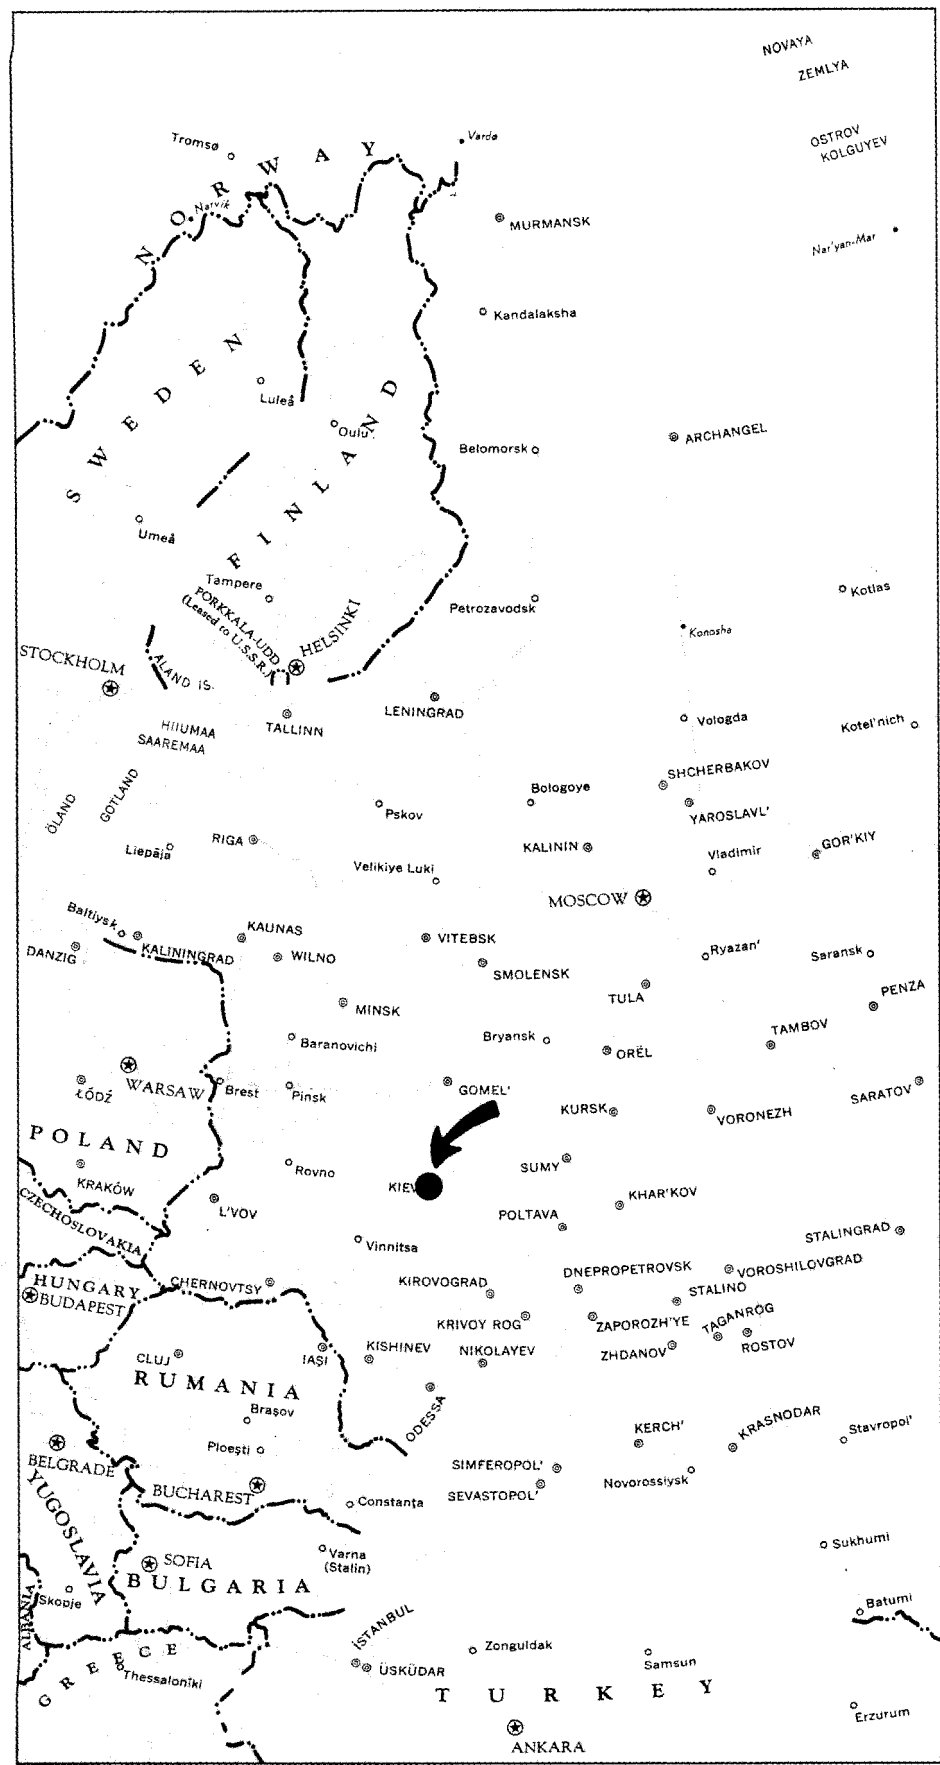 NOVAYA
ZEMLYA
OSTROV
KOLGUYEV
Tromsø
Vardø
NORWAY
Narvik
MURMANSK
Nar'yan-Mar
Kandalaksha
SWEDEN
Luleå
FINLAND
Oulu
Belomorsk
ARCHANGEL
Umeå
Tampere
Kotlas
PORKKALA-UDD
(Leased to U.S.S.R.)
HELSINKI
Petrozavodsk
Konosha
STOCKHOLM
ALAND IS.
LENINGRAD
TALLINN
HIIUMAA
SAAREMAA
Vologda
Kotel'nich
ÖLAND
GOTLAND
SHCHERBAKOV
Bologoye
Pskov
YAROSLAVL'
RIGA
Liepāja
KALININ
Vladimir
GOR'KIY
Velikiye Luki
MOSCOW
Baltiysk
KALININGRAD
KAUNAS
DANZIG
WILNO
VITEBSK
SMOLENSK
Ryazan'
Saransk
TULA
PENZA
MINSK
Baranovichi
Bryansk
ORËL
TAMBOV
WARSAW
ŁÓDŹ
Brest
Pinsk
GOMEL'
KURSK
VORONEZH
SARATOV
POLAND
KRAKÓW
Rovno
KIEV
SUMY
L'VOV
KHAR'KOV
POLTAVA
CZECHOSLOVAKIA
Vinnitsa
STALINGRAD
HUNGARY
BUDAPEST
CHERNOVTSY
KIROVOGRAD
DNEPROPETROVSK
VOROSHILOVGRAD
STALINO
KRIVOY ROG
ZAPOROZH'YE
TAGANROG
ROSTOV
ZHDANOV
CLUJ
IAȘI
KISHINEV
NIKOLAYEV
RUMANIA
ODESSA
Brașov
Ploești
KERCH'
KRASNODAR
Stavropol'
BELGRADE
BUCHAREST
SIMFEROPOL'
SEVASTOPOL'
Novorossiysk
Constanța
YUGOSLAVIA
SOFIA
Varna
(Stalin)
Sukhumi
BULGARIA
Skopje
ALBANIA
Batumi
GREECE
Thessaloníki
İSTANBUL
ÜSKÜDAR
Zonguldak
Samsun
TURKEY
Erzurum
ANKARA